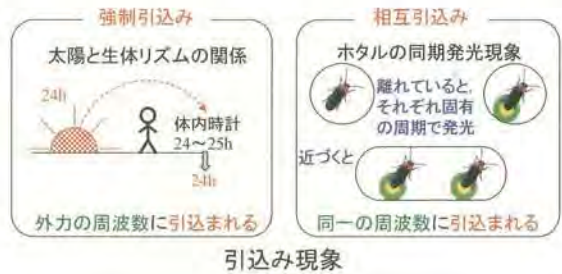 強制引込み
太陽と生体リズムの関係
24h
体内時計
24～25h
24h
外力の周波数に引込まれる
相互引込み
ホタルの同期発光現象
離れていると,
それぞれ固有
の周期で発光
近づくと
同一の周波数に引込まれる
引込み現象